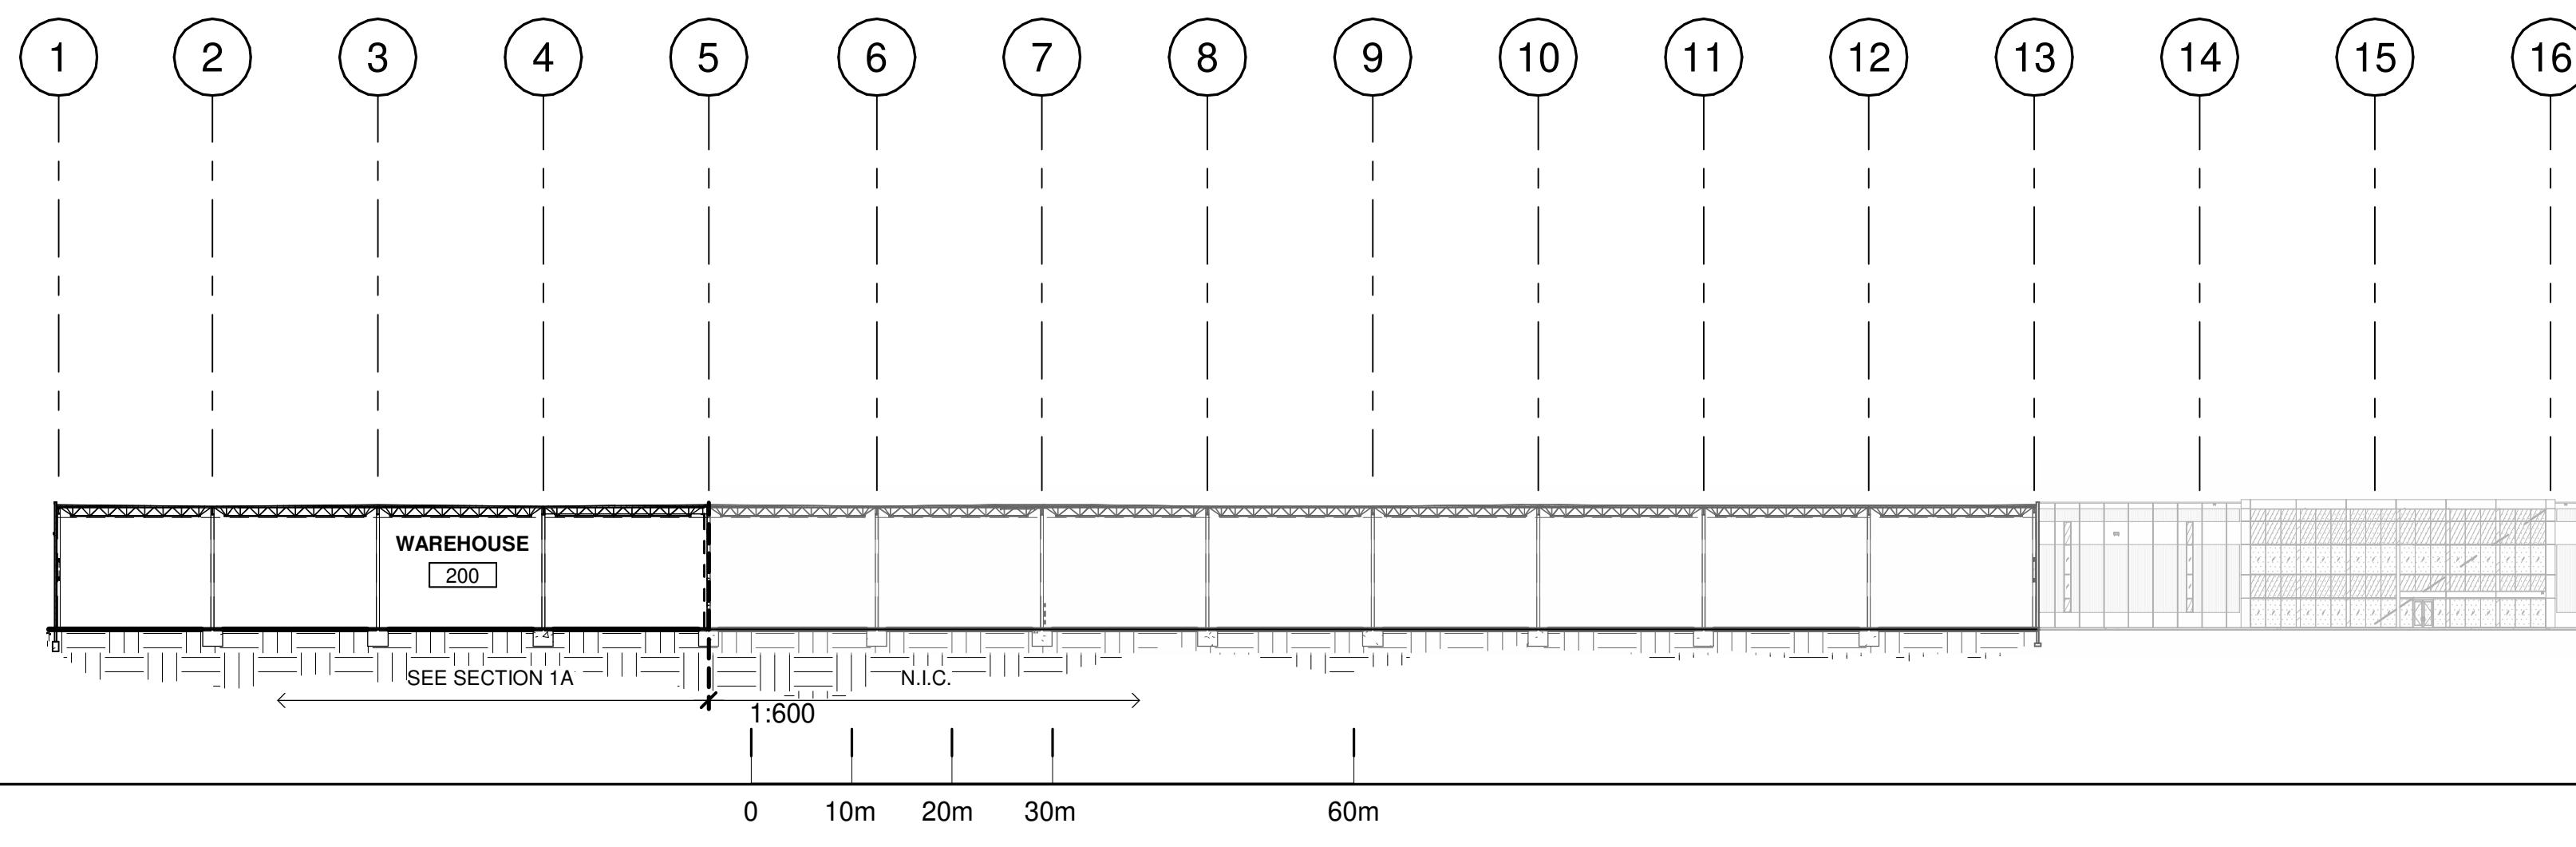 1 2 3 4 5 6 7 8 9 10 11 12 13 14 15 16
WAREHOUSE
200
SEE SECTION 1A N.I.C.
1:600
0 10m 20m 30m 60m